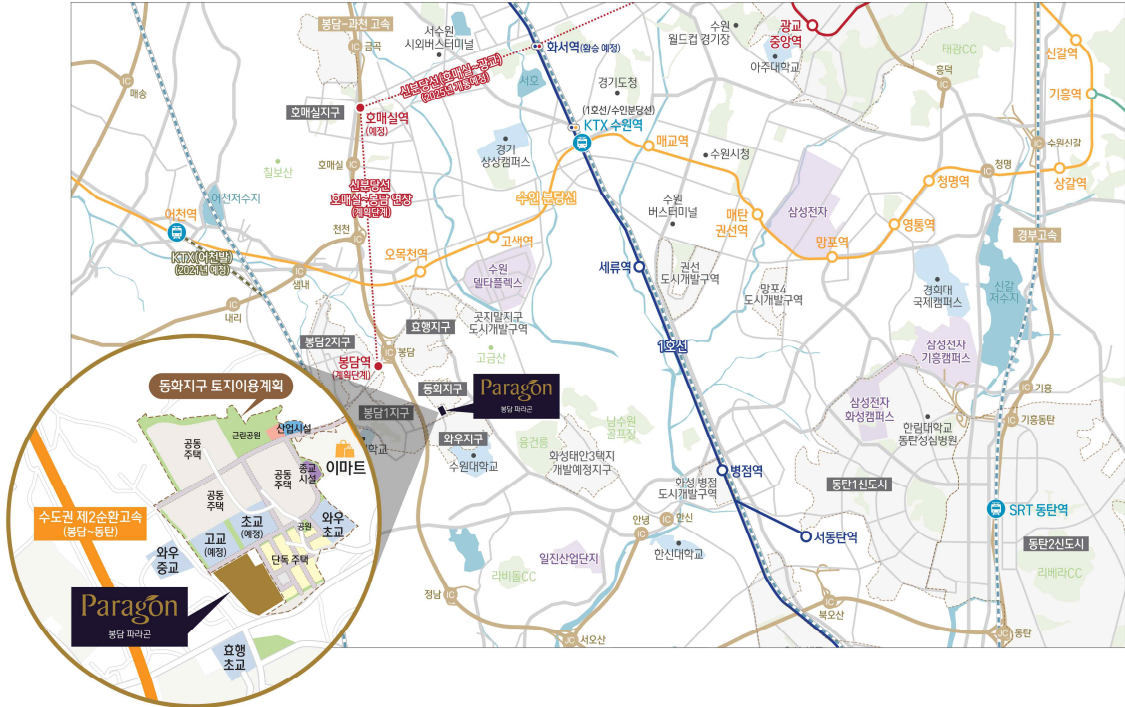 봉담~과천 고속
금곡
IC
매송
서수원
시외버스터미널
신분당선(호매실~광교)
(2025년 개통예정)
화서역(환승 예정)
서호
경기도청
(1호선/수인분당선)
KTX 수원역
수원
월드컵 경기장
아주대학교
광교
중앙역
태광CC
흥덕
IC
신갈역
기흥역
수원신갈
IC
상갈역
청명
IC
청명역
영통역
망포역
삼성전자
매탄
권선역
매교역
수원시청
수원
버스터미널
호매실지구
호매실역
(예정)
호매실
IC
칠보산
경기
상상캠퍼스
신분당선
호매실~봉담 연장
(계획단계)
수인 분당선
어천저수지
어천역
KTX(어천발)
(2021년 예정)
천천
IC
샘내
IC
내리
IC
오목천역
고색역
수원
델타플렉스
세류역
권선
도시개발구역
망포4
도시개발구역
경희대
국제캠퍼스
경부고속
신갈
저수지
곳지말지구
도시개발구역
효행지구
고금산
봉담2지구
봉담역
(계획단계)
봉담
IC
동화지구
Paragon
봉담 파라곤
봉담1지구
와우지구
수원대학교
융건릉
남수원
골프장
화성태안3택지
개발예정지구
1호선
삼성전자
기흥캠퍼스
삼성전자
화성캠퍼스
한림대학교
동탄성심병원
기흥
IC
기흥동탄
IC
병점역
화성 병점
도시개발구역
동탄1신도시
SRT 동탄역
동탄2신도시
리베라CC
서동탄역
안녕
IC
안신
IC
한신대학교
일진산업단지
라비돌CC
정남
IC
서오산
JC
북오산
IC
동탄
JC
동화지구 토지이용계획
근린공원
산업시설
공동
주택
공동
주택
공동
주택
종교
시설
이마트
수도권 제2순환고속
(봉담~동탄)
고교
(예정)
초교
(예정)
공원
와우
초교
와우
중교
단독 주택
Paragon
봉담 파라곤
효행
초교